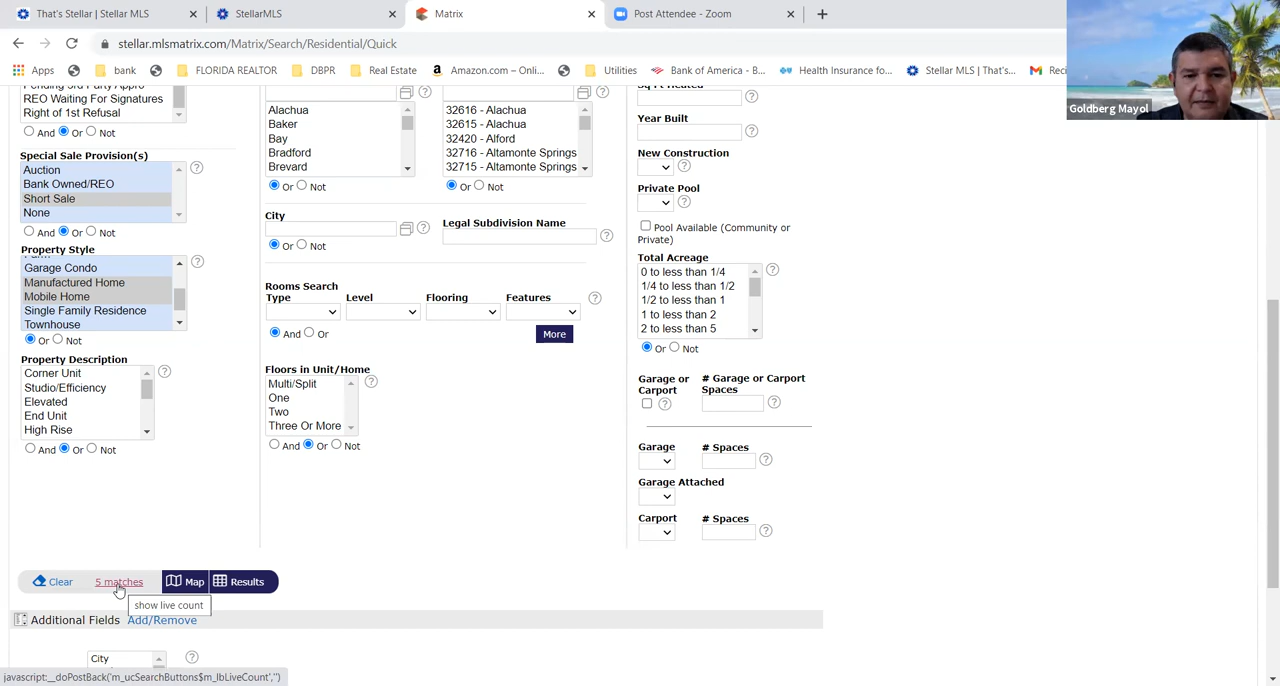 That's Stellar | Stellar MLS
StellarMLS
Matrix
Post Attendee - Zoom
stellar.mlsmatrix.com/Matrix/Search/Residential/Quick
Apps
bank
FLORIDA REALTOR
DBPR
Real Estate
Amazon.com – Onli...
Utilities
Bank of America - B...
Health Insurance fo...
Stellar MLS | That's...
Reci
Goldberg Mayol
Pending 3rd Party Appro
REO Waiting For Signatures
Right of 1st Refusal
And Or Not
Special Sale Provision(s)
Auction
Bank Owned/REO
Short Sale
None
And Or Not
Property Style
Farm
Garage Condo
Manufactured Home
Mobile Home
Single Family Residence
Townhouse
Or Not
Property Description
Corner Unit
Studio/Efficiency
Elevated
End Unit
High Rise
And Or Not
Alachua
Baker
Bay
Bradford
Brevard
Or Not
32616 - Alachua
32615 - Alachua
32420 - Alford
32716 - Altamonte Springs
32715 - Altamonte Springs
Or Not
City
Or Not
Legal Subdivision Name
Rooms Search
Type
Level
Flooring
Features
And Or
More
Floors in Unit/Home
Multi/Split
One
Two
Three Or More
And Or Not
Sq Ft Heated
Year Built
New Construction
Private Pool
Pool Available (Community or
Private)
Total Acreage
0 to less than 1/4
1/4 to less than 1/2
1/2 to less than 1
1 to less than 2
2 to less than 5
Or Not
Garage or
Carport
# Garage or Carport
Spaces
Garage
# Spaces
Garage Attached
Carport
# Spaces
Clear
5 matches
Map
Results
show live count
Additional Fields Add/Remove
City
javascript:__doPostBack('m_ucSearchButtons$m_lbLiveCount','')